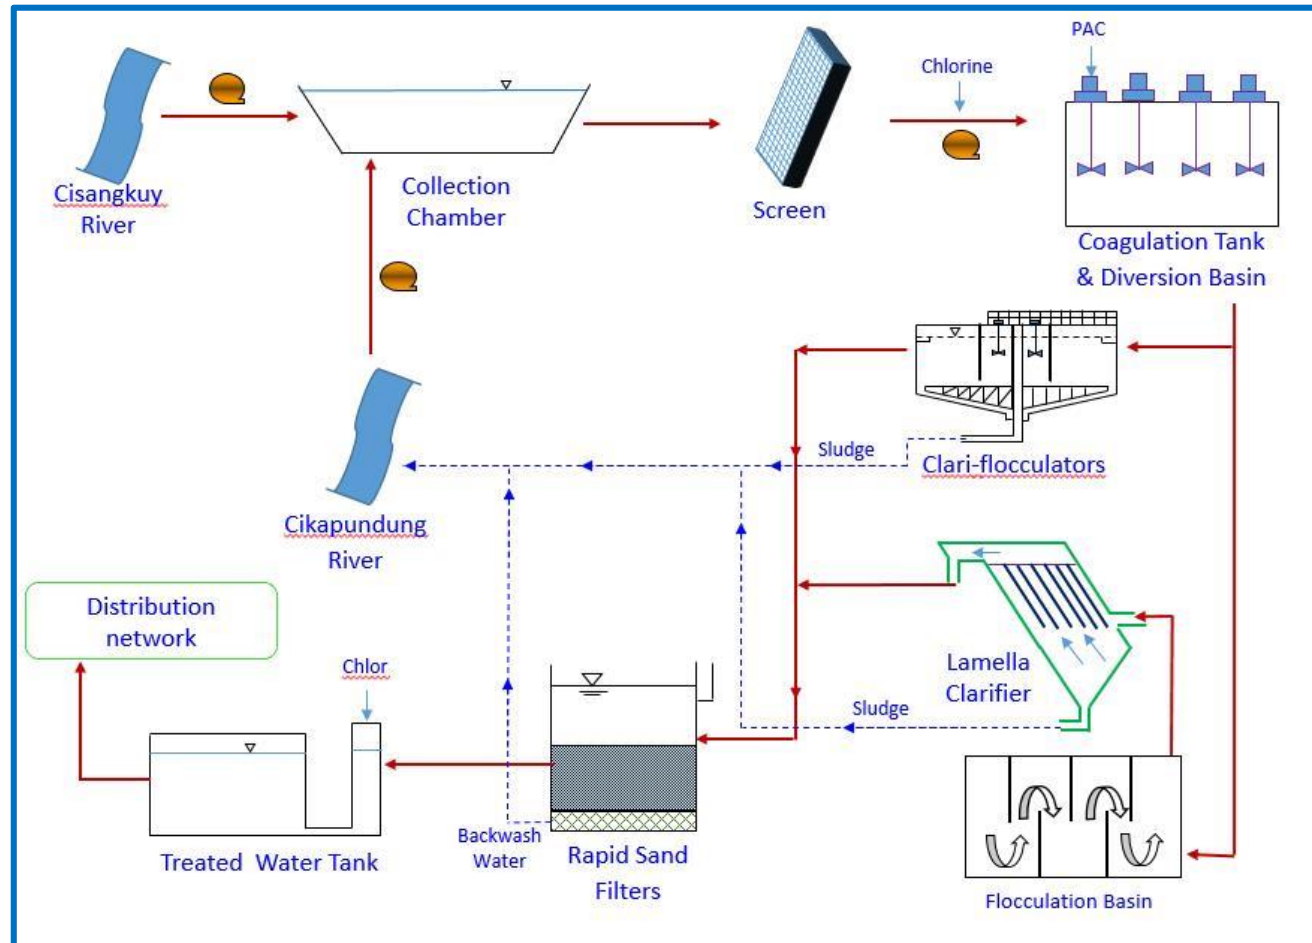 PAC
Chlorine
Cisangkuy
River
Collection
Chamber
Screen
Coagulation Tank
& Diversion Basin
Sludge
Clari-flocculators
Cikapundung
River
Distribution
network
Chlor
Lamella
Clarifier
Sludge
Backwash
Water
Treated Water Tank
Rapid Sand
Filters
Flocculation Basin